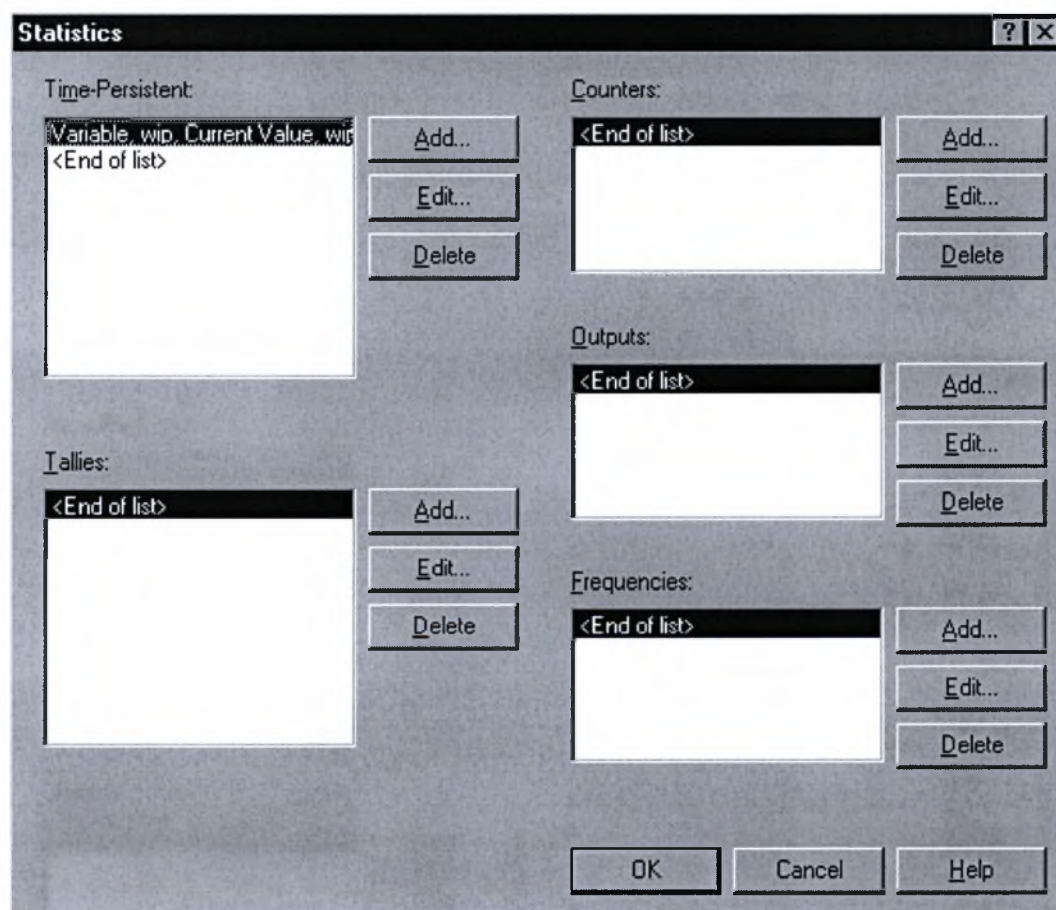 Statistics
Time-Persistent:
Variable, wip, Current Value, wip
<End of list>
Add...
Edit...
Delete
Tallies:
<End of list>
Add...
Edit...
Delete
Counters:
<End of list>
Add...
Edit...
Delete
Outputs:
<End of list>
Add...
Edit...
Delete
Frequencies:
<End of list>
Add...
Edit...
Delete
OK
Cancel
Help